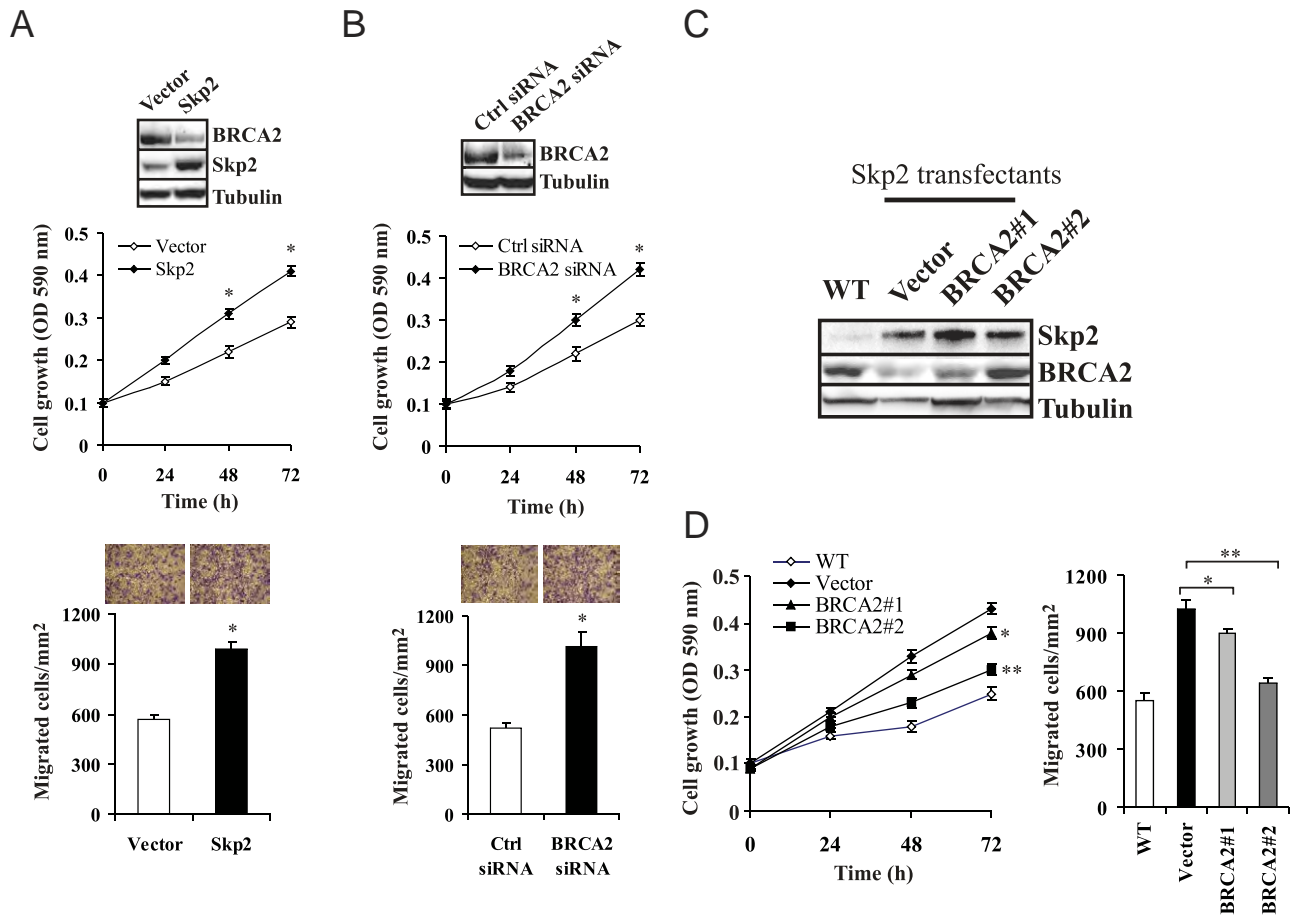 A
Vector
Skp2
BRCA2
Skp2
Tubulin
Cell growth (OD 590 nm)
0.5
0.4
0.3
0.2
0.1
0
Vector
Skp2
*
*
0
24
48
72
Time (h)
Migrated cells/mm2
1200
900
600
300
0
*
Vector
Skp2
B
Ctrl siRNA
BRCA2 siRNA
BRCA2
Tubulin
Cell growth (OD 590 nm)
0.5
0.4
0.3
0.2
0.1
0
Ctrl siRNA
BRCA2 siRNA
*
*
0
24
48
72
Time (h)
Migrated cells/mm2
1200
900
600
300
0
*
Ctrl
siRNA
BRCA2
siRNA
C
Skp2 transfectants
WT
Vector
BRCA2#1
BRCA2#2
Skp2
BRCA2
Tubulin
D
Cell growth (OD 590 nm)
0.5
0.4
0.3
0.2
0.1
0
WT
Vector
BRCA2#1
BRCA2#2
*
**
0
24
48
72
Time (h)
Migrated cells/mm2
1200
900
600
300
0
**
*
WT
Vector
BRCA2#1
BRCA2#2